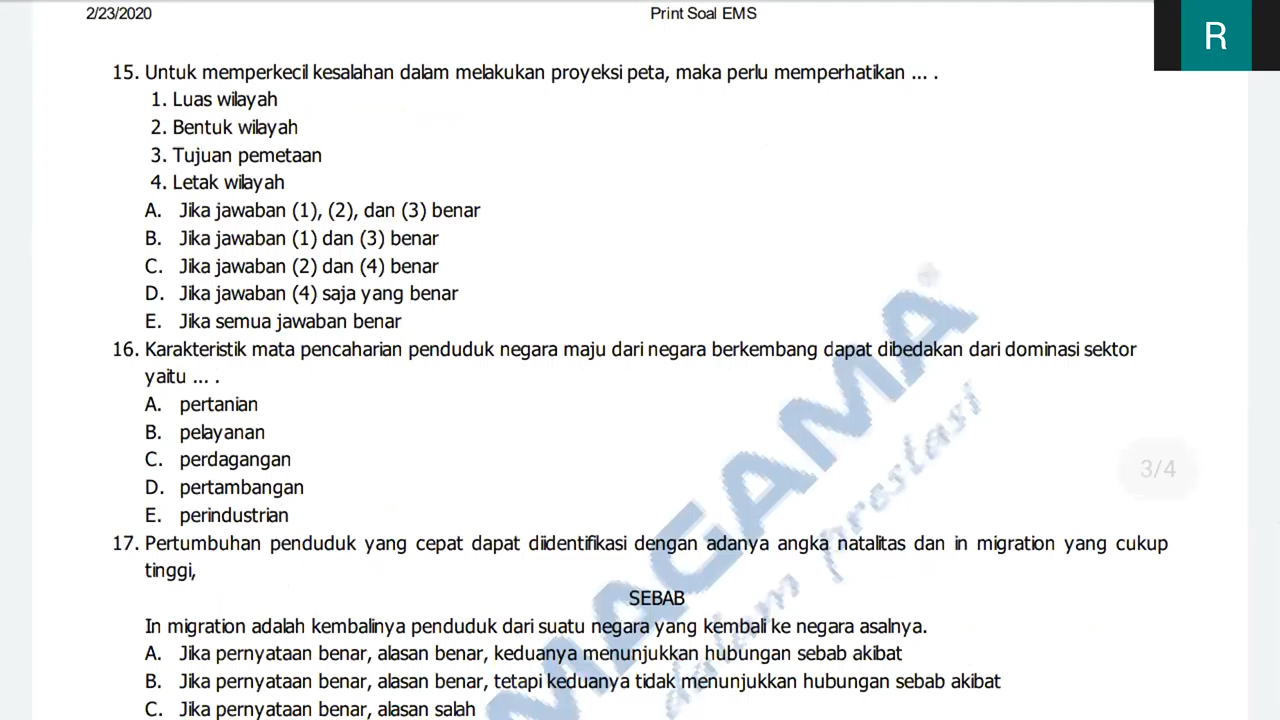 2/23/2020 Print Soal EMS
R
15. Untuk memperkecil kesalahan dalam melakukan proyeksi peta, maka perlu memperhatikan ... .
1. Luas wilayah
2. Bentuk wilayah
3. Tujuan pemetaan
4. Letak wilayah
A. Jika jawaban (1), (2), dan (3) benar
B. Jika jawaban (1) dan (3) benar
C. Jika jawaban (2) dan (4) benar
D. Jika jawaban (4) saja yang benar
E. Jika semua jawaban benar
16. Karakteristik mata pencaharian penduduk negara maju dari negara berkembang dapat dibedakan dari dominasi sektor
yaitu ... .
A. pertanian
B. pelayanan
C. perdagangan
D. pertambangan
E. perindustrian
3/4
17. Pertumbuhan penduduk yang cepat dapat diidentifikasi dengan adanya angka natalitas dan in migration yang cukup
tinggi,
SEBAB
In migration adalah kembalinya penduduk dari suatu negara yang kembali ke negara asalnya.
A. Jika pernyataan benar, alasan benar, keduanya menunjukkan hubungan sebab akibat
B. Jika pernyataan benar, alasan benar, tetapi keduanya tidak menunjukkan hubungan sebab akibat
C. Jika pernyataan benar, alasan salah
MAGAMA
dalam prestasi